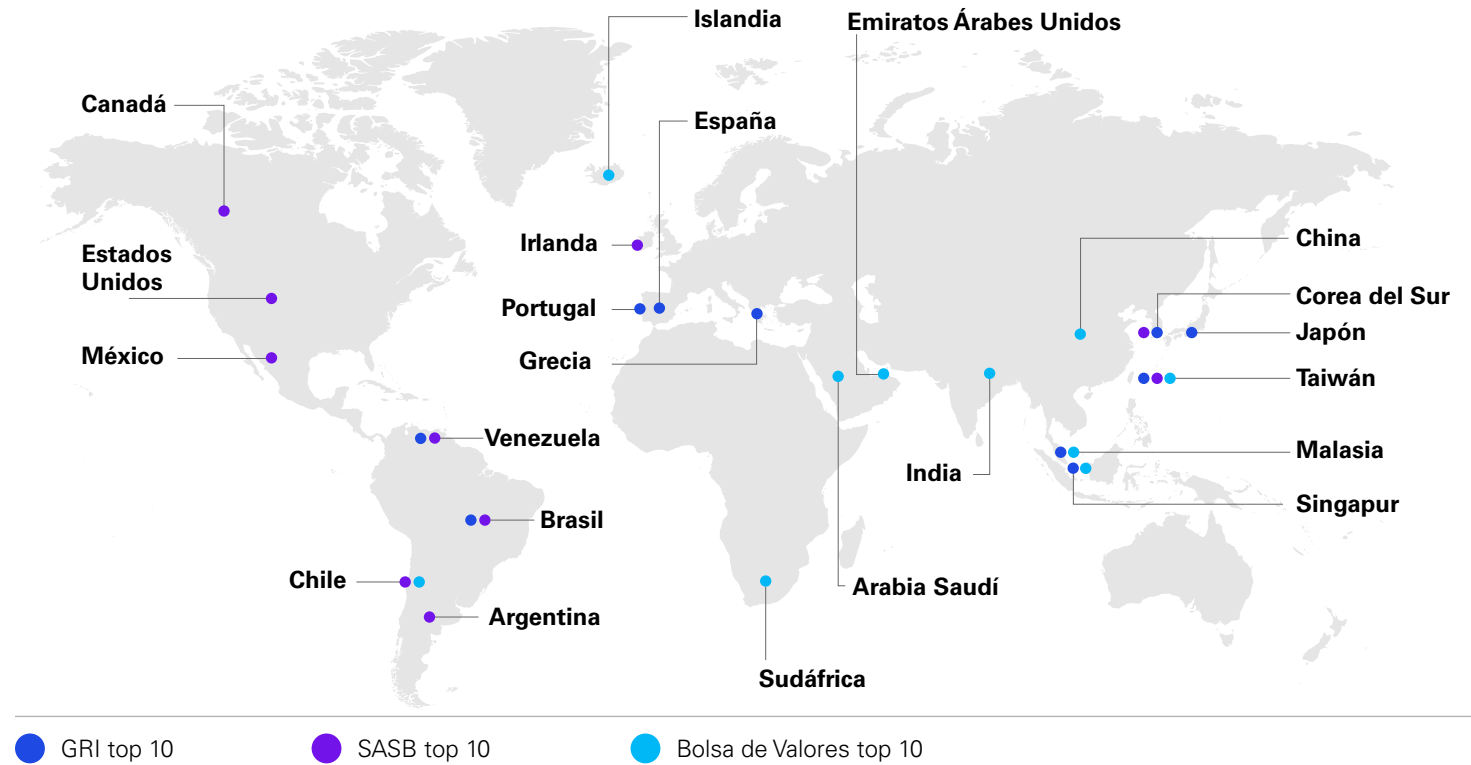 Islandia
Emiratos Árabes Unidos
Canadá
España
Irlanda
China
Estados
Unidos
Corea del Sur
Portugal
Japón
México
Grecia
Taiwán
Venezuela
Malasia
India
Singapur
Brasil
Chile
Arabia Saudí
Argentina
Sudáfrica
GRI top 10
SASB top 10
Bolsa de Valores top 10